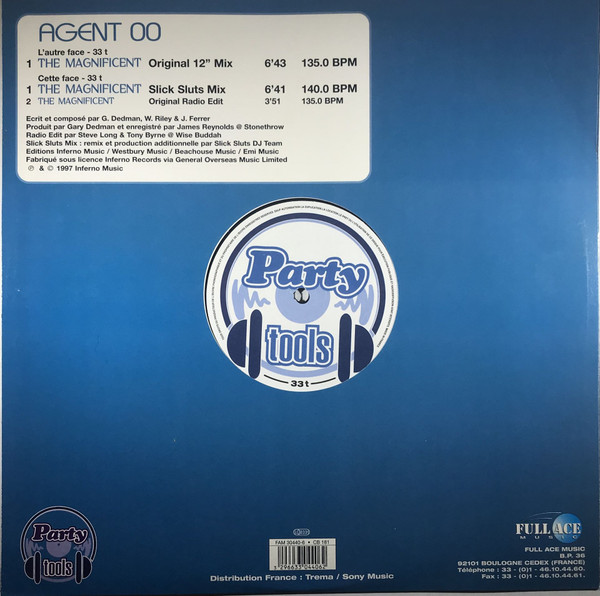 AGENT 00
L'autre face - 33 t
1 THE MAGNIFICENT Original 12" Mix 6'43 135.0 BPM
Cette face - 33 t
1 THE MAGNIFICENT Slick Sluts Mix 6'41 140.0 BPM
2 THE MAGNIFICENT Original Radio Edit 3'51 135.0 BPM
Ecrit et composé par G. Dedman, W. Riley & J. Ferrer
Produit par Gary Dedman et enregistré par James Reynolds @ Stonethrow
Radio Edit par Steve Long & Tony Byrne @ Wise Buddah
Slick Sluts Mix : remix et production additionnelle par Slick Sluts DJ Team
Editions Inferno Music / Westbury Music / Beachouse Music / Emi Music
Fabriqué sous licence Inferno Records via General Overseas Music Limited
℗ & © 1997 Inferno Music
Party
tools
33 t
Party
tools
FAM 30440-6 • CB 181
Distribution France : Trema / Sony Music
FULL ACE
MUSIC
FULL ACE MUSIC
B.P. 36
92101 BOULOGNE CEDEX (FRANCE)
Téléphone : 33 - (0)1 - 46.10.44.60.
Fax : 33 - (0)1 - 46.10.44.61.